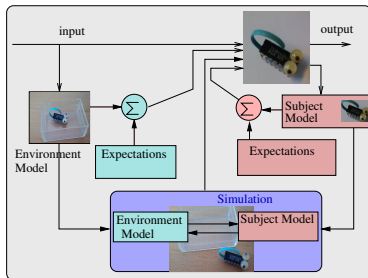 input
output
Σ
Σ
Subject
Model
Environment
Model
Expectations
Expectations
Simulation
Environment
Model
Subject Model